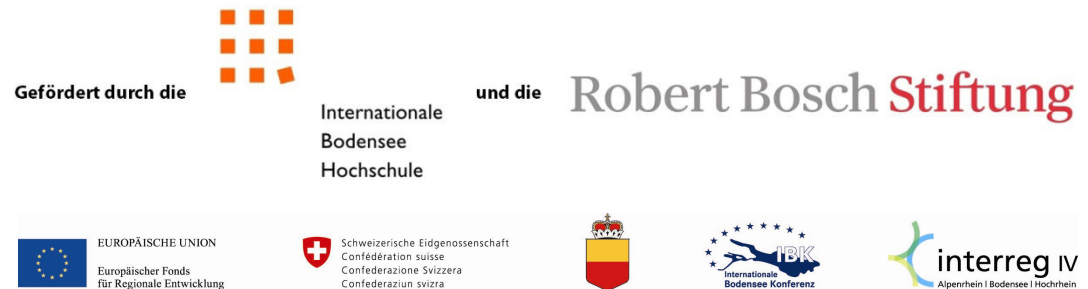 Gefördert durch die
Internationale
Bodensee
Hochschule
und die
Robert Bosch Stiftung
EUROPÄISCHE UNION
Europäischer Fonds
für Regionale Entwicklung
Schweizerische Eidgenossenschaft
Confédération suisse
Confederazione Svizzera
Confederaziun svizra
IBK
Internationale
Bodensee Konferenz
interreg IV
Alpenrhein I Bodensee I Hochrhein